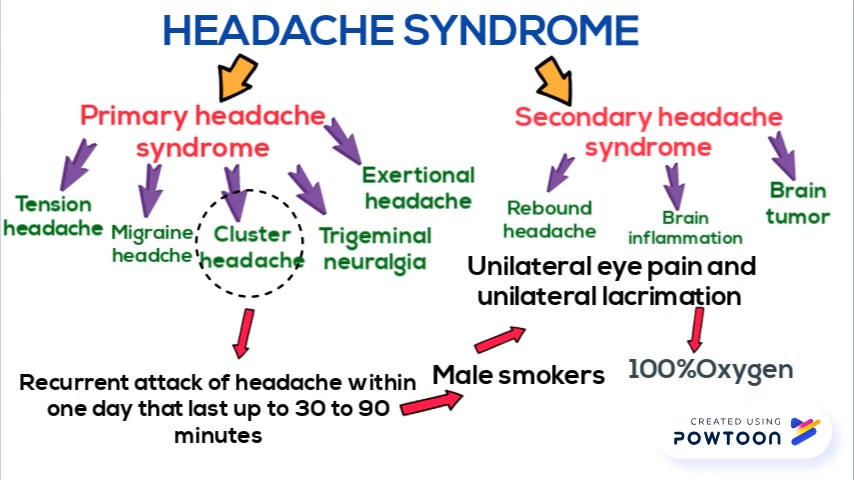 HEADACHE SYNDROME
Primary headache
syndrome
Secondary headache
syndrome
Tension
headache
Migraine
headche
Cluster
headache
Trigeminal
neuralgia
Exertional
headache
Rebound
headache
Brain
inflammation
Brain
tumor
Unilateral eye pain and
unilateral lacrimation
Recurrent attack of headache within
one day that last up to 30 to 90
minutes
Male smokers
100%Oxygen
CREATED USING
POWTOON